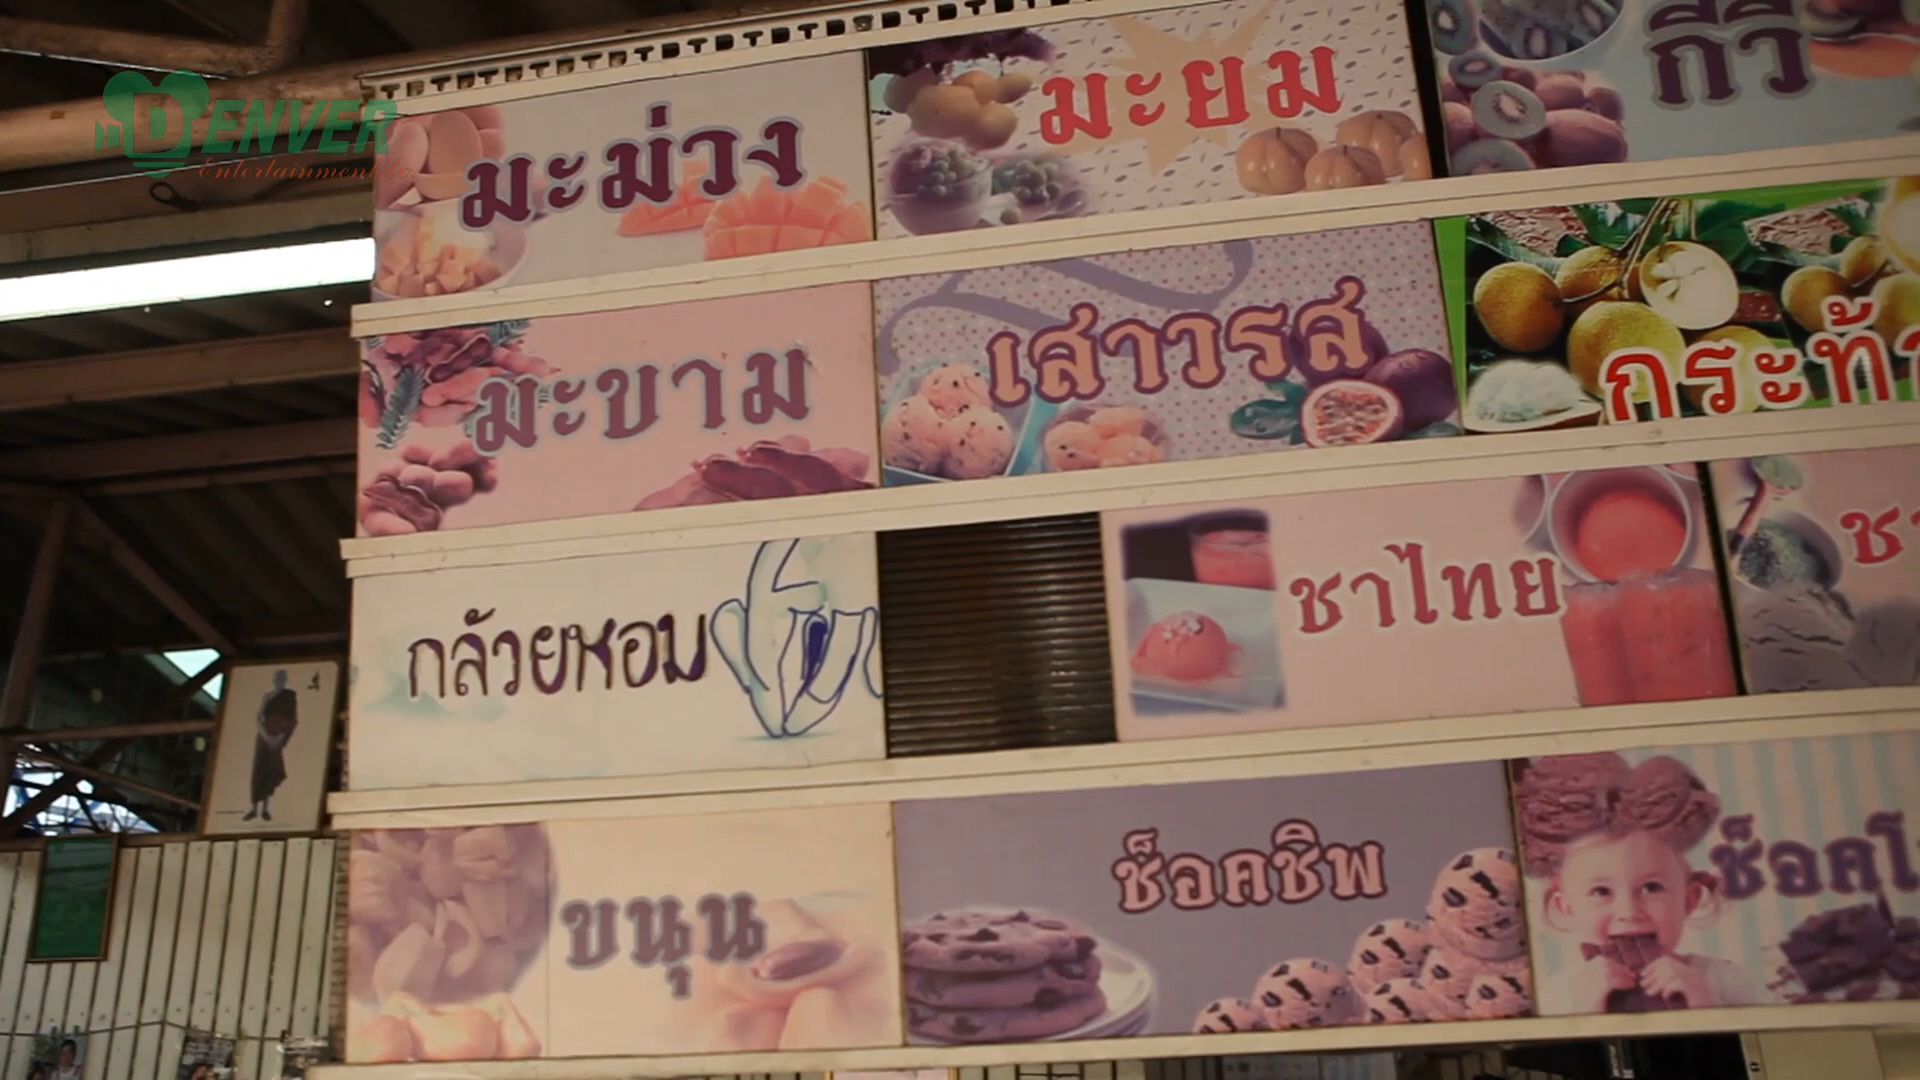 DENVER
Entertainment
มะม่วง
มะยม
กีวี
มะขาม
เสาวรส
กล้วยหอม
ชาไทย
ขนุน
ช็อคชิพ